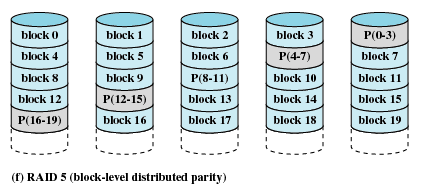 block 0 block 1 block 2 block 3 P(0-3)
block 4 block 5 block 6 P(4-7) block 7
block 8 block 9 P(8-11) block 10 block 11
block 12 P(12-15) block 13 block 14 block 15
P(16-19) block 16 block 17 block 18 block 19
(f) RAID 5 (block-level distributed parity)